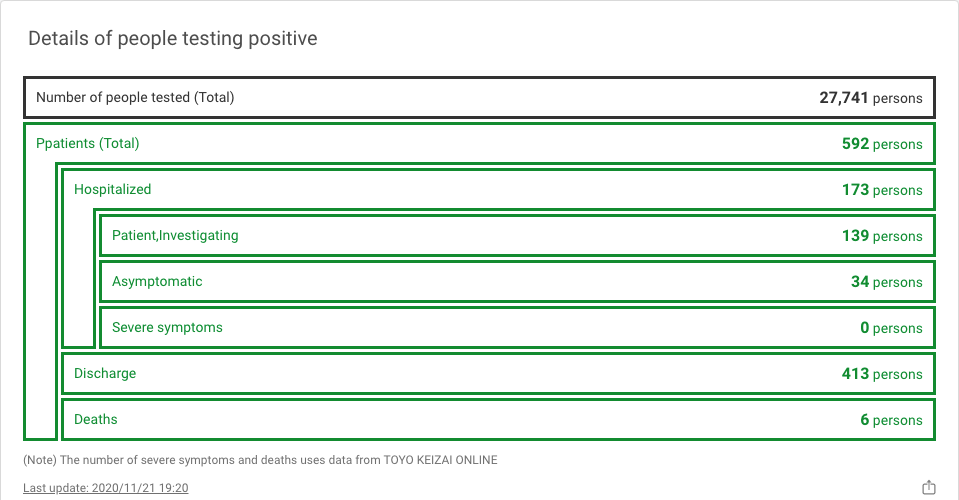 Details of people testing positive
Number of people tested (Total) 27,741 persons
Ppatients (Total) 592 persons
Hospitalized 173 persons
Patient,Investigating 139 persons
Asymptomatic 34 persons
Severe symptoms 0 persons
Discharge 413 persons
Deaths 6 persons
(Note) The number of severe symptoms and deaths uses data from TOYO KEIZAI ONLINE
Last update: 2020/11/21 19:20